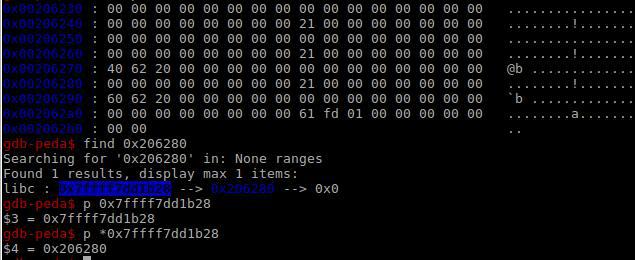 0x00206230 : 00 00 00 00 00 00 00 00 00 00 00 00 00 00 00 00 ................
0x00206240 : 00 00 00 00 00 00 00 00 21 00 00 00 00 00 00 00 ........!.......
0x00206250 : 00 00 00 00 00 00 00 00 00 00 00 00 00 00 00 00 ................
0x00206260 : 00 00 00 00 00 00 00 00 21 00 00 00 00 00 00 00 ........!.......
0x00206270 : 40 62 20 00 00 00 00 00 00 00 00 00 00 00 00 00 @b .............
0x00206280 : 00 00 00 00 00 00 00 00 21 00 00 00 00 00 00 00 ........!.......
0x00206290 : 60 62 20 00 00 00 00 00 00 00 00 00 00 00 00 00 `b .............
0x002062a0 : 00 00 00 00 00 00 00 00 61 fd 01 00 00 00 00 00 ........a.......
0x002062b0 : 00 00 ..
gdb-peda$ find 0x206280
Searching for '0x206280' in: None ranges
Found 1 results, display max 1 items:
libc : 0x7ffff7dd1b28 --> 0x206280 --> 0x0
gdb-peda$ p 0x7ffff7dd1b28
$3 = 0x7ffff7dd1b28
gdb-peda$ p *0x7ffff7dd1b28
$4 = 0x206280
gdb-peda$